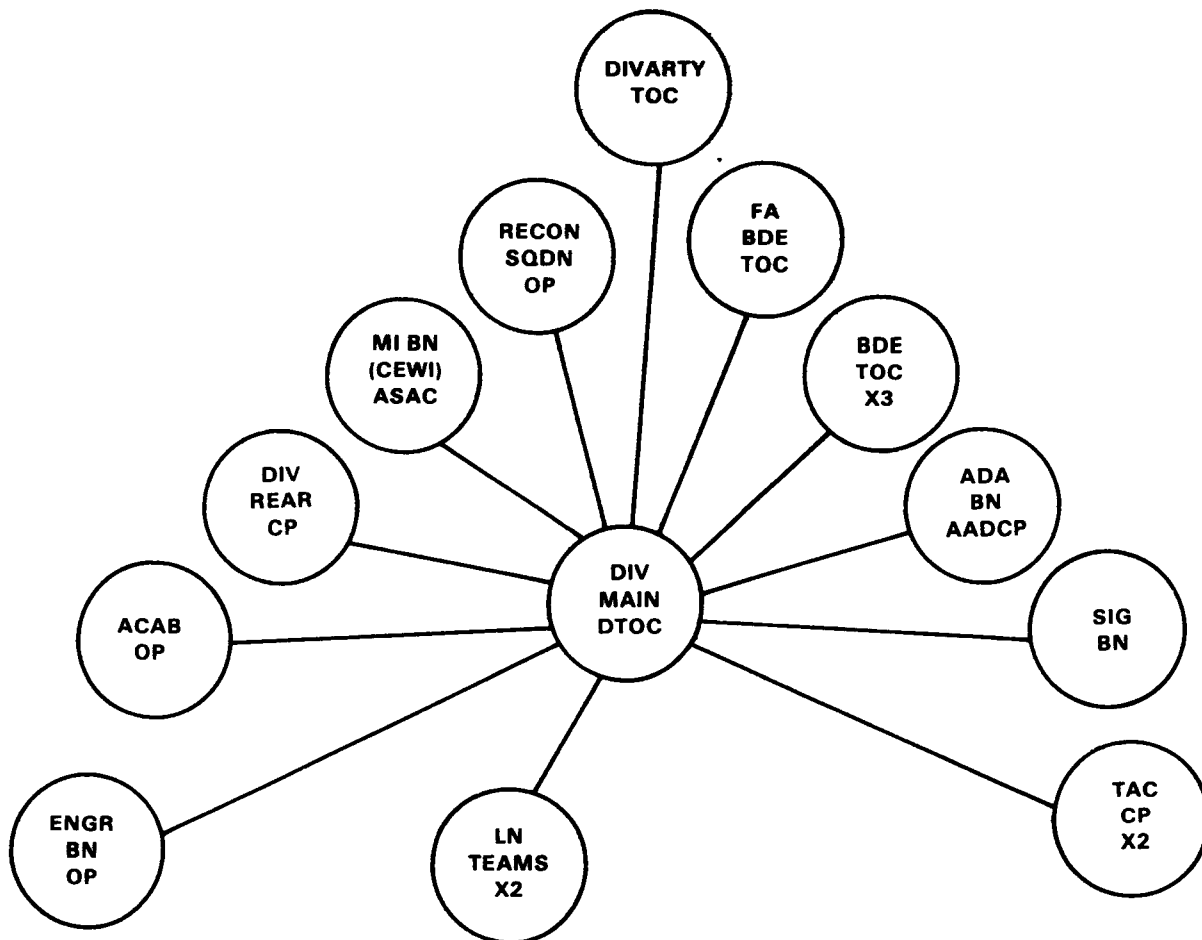 DIVARTY
TOC
RECON
SQDN
OP
FA
BDE
TOC
MI BN
(CEWI)
ASAC
BDE
TOC
X3
DIV
REAR
CP
ADA
BN
AADCP
ACAB
OP
DIV
MAIN
DTOC
SIG
BN
ENGR
BN
OP
LN
TEAMS
X2
TAC
CP
X2